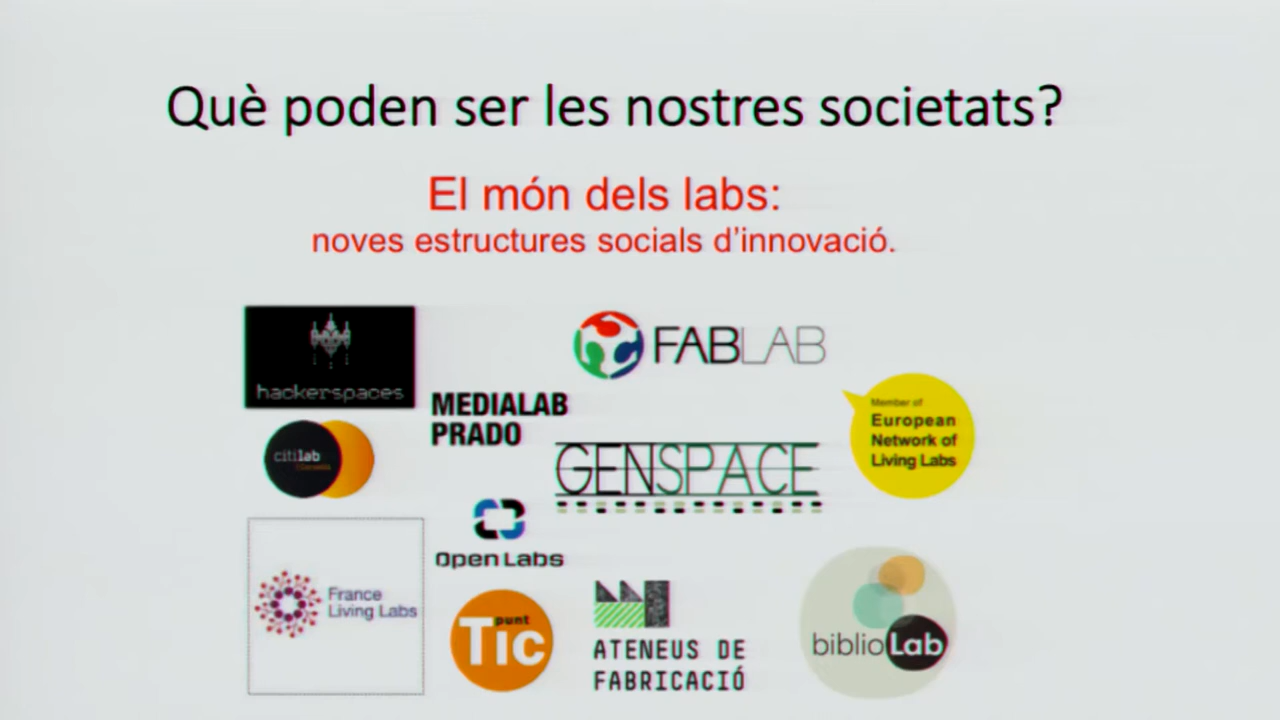 Què poden ser les nostres societats?
El món dels labs:
noves estructures socials d'innovació.
hackerspaces
FABLAB
MEDIALAB
PRADO
Member of
European
Network of
Living Labs
citilab
GENSPACE
Open Labs
France
Living Labs
punt
Tic
ATENEUS DE
FABRICACIÓ
biblioLab